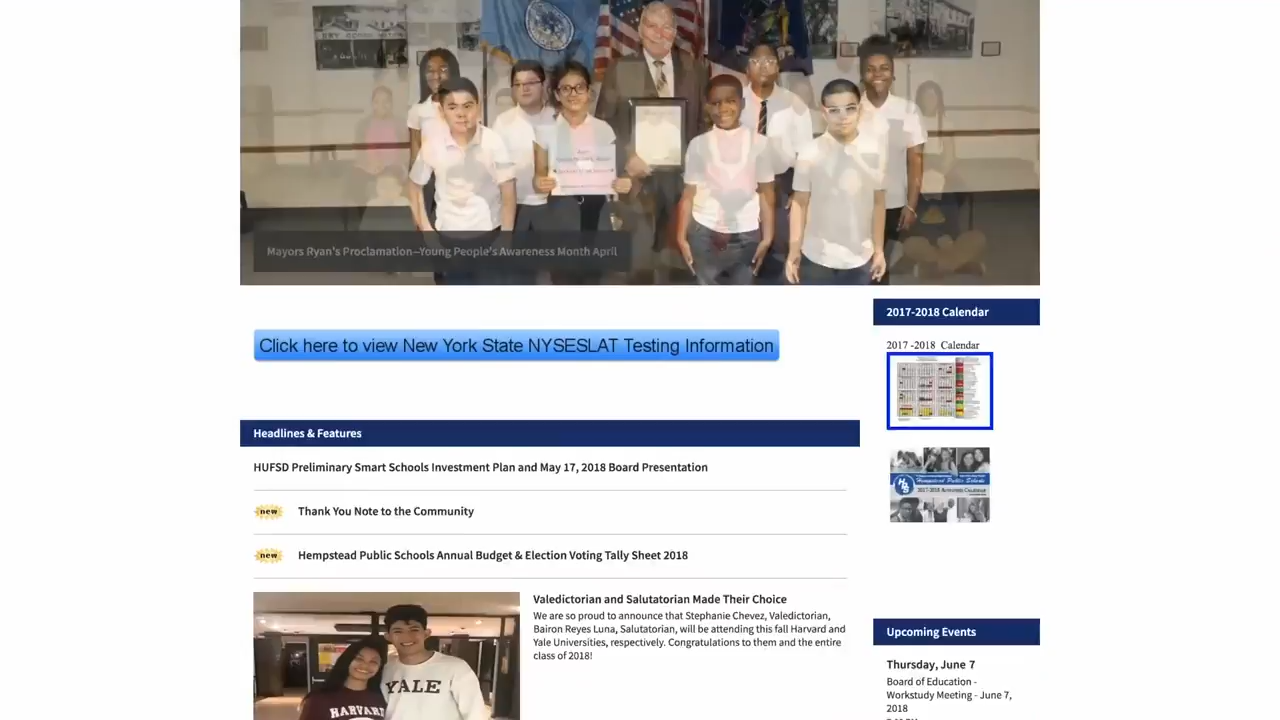 Mayors Ryan's Proclamation—Young People's Awareness Month April
2017-2018 Calendar
Click here to view New York State NYSESLAT Testing Information
2017 -2018 Calendar
Headlines & Features
HUFSD Preliminary Smart Schools Investment Plan and May 17, 2018 Board Presentation
new Thank You Note to the Community
new Hempstead Public Schools Annual Budget & Election Voting Tally Sheet 2018
Hempstead Public Schools
Valedictorian and Salutatorian Made Their Choice
We are so proud to announce that Stephanie Chevez, Valedictorian,
Bairon Reyes Luna, Salutatorian, will be attending this fall Harvard and
Yale Universities, respectively. Congratulations to them and the entire
class of 2018!
YALE
HARVARD
Upcoming Events
Thursday, June 7
Board of Education -
Workstudy Meeting - June 7,
2018